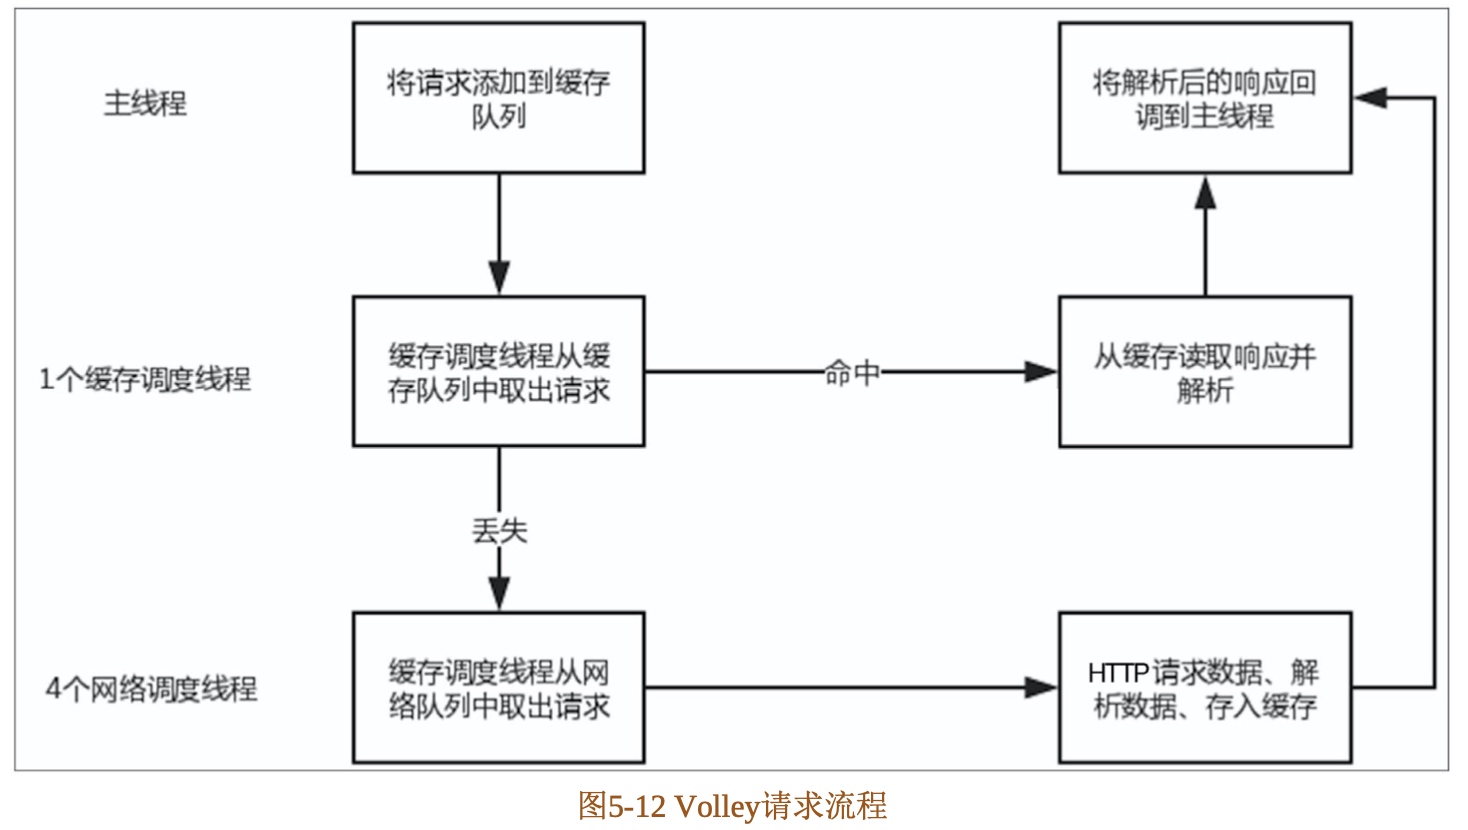 主线程
将请求添加到缓存
队列
将解析后的响应回
调到主线程
1个缓存调度线程
缓存调度线程从缓
存队列中取出请求
命中
从缓存读取响应并
解析
丢失
4个网络调度线程
缓存调度线程从网
络队列中取出请求
HTTP请求数据、解
析数据、存入缓存
图5-12 Volley请求流程